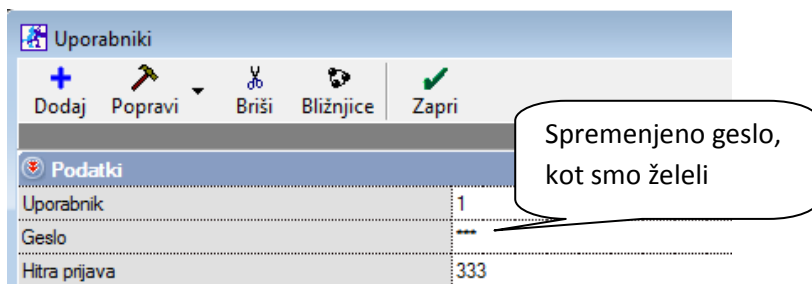 Uporabniki
Dodaj Popravi Briši Bližnjice Zapri
Spremenjeno geslo,
kot smo želeli
Podatki
Uporabnik 1
Geslo ***
Hitra prijava 333